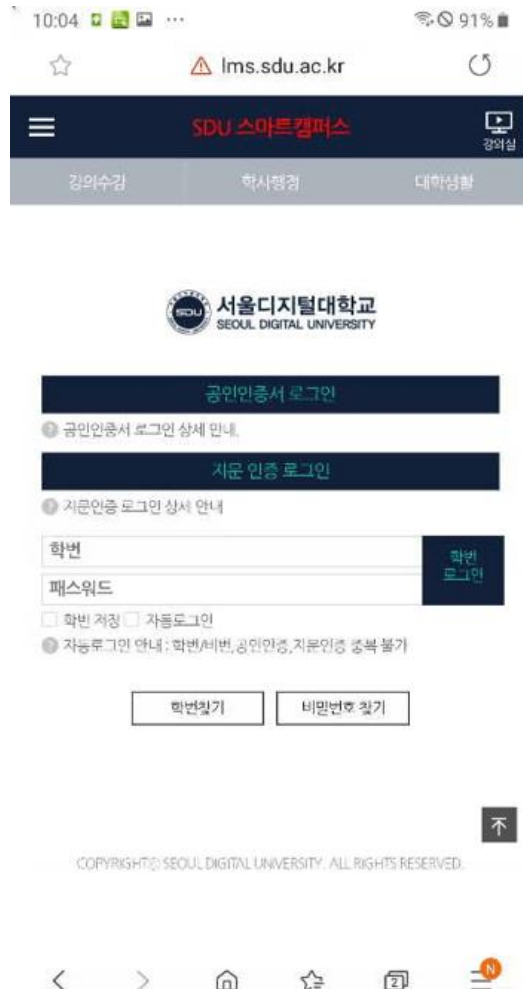 10:04 ... 91%
lms.sdu.ac.kr
SDU 스마트캠퍼스
강의실
강의수강 학사행정 대학생활
SDU 서울디지털대학교
SEOUL DIGITAL UNIVERSITY
공인인증서 로그인
공인인증서 로그인 상세 안내.
지문 인증 로그인
지문인증 로그인 상세 안내
학번
패스워드
학번
로그인
학번 저장 자동로그인
자동로그인 안내 : 학번/비번,공인인증,지문인증 중복 불가
학번찾기 비밀번호 찾기
COPYRIGHT© SEOUL DIGITAL UNIVERSITY. ALL RIGHTS RESERVED.
2 N